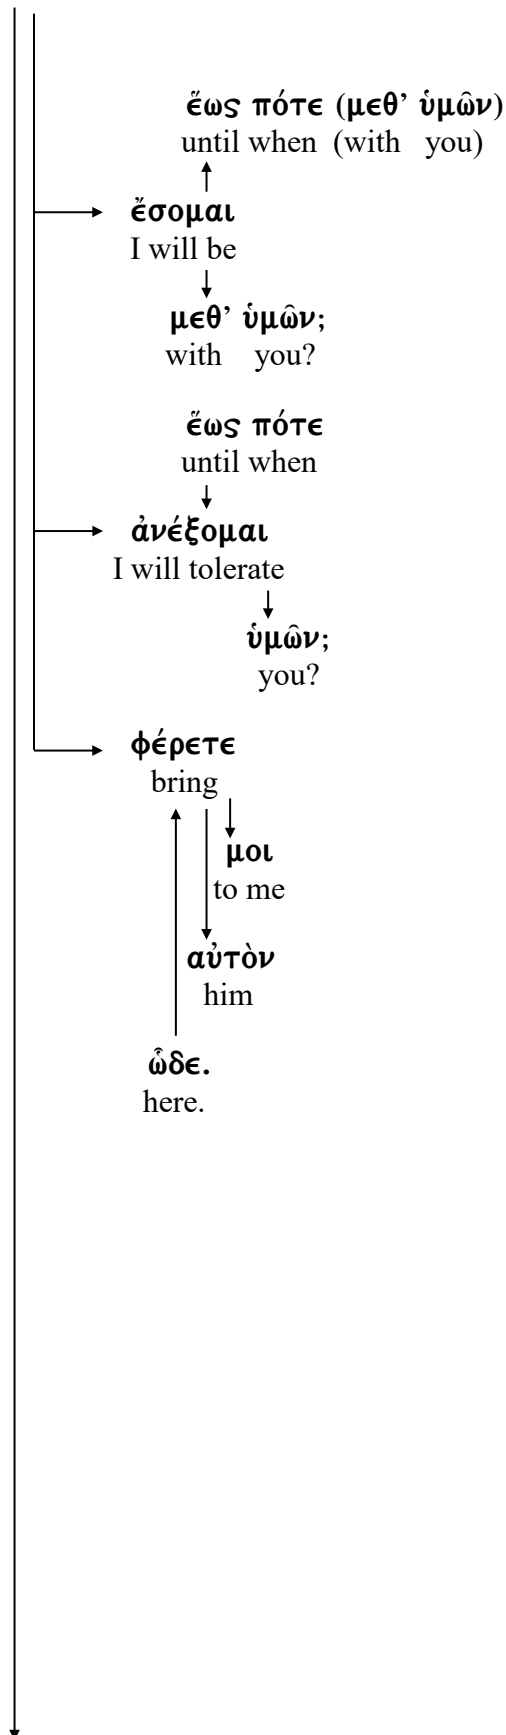 ἕως πότε (μεθ’ ὑμῶν)
until when (with you)
ἔσομαι
I will be
μεθ’ ὑμῶν;
with you?
ἕως πότε
until when
ἀνέξομαι
I will tolerate
ὑμῶν;
you?
φέρετε
bring
μοι
to me
αὐτὸν
him
ὧδε.
here.